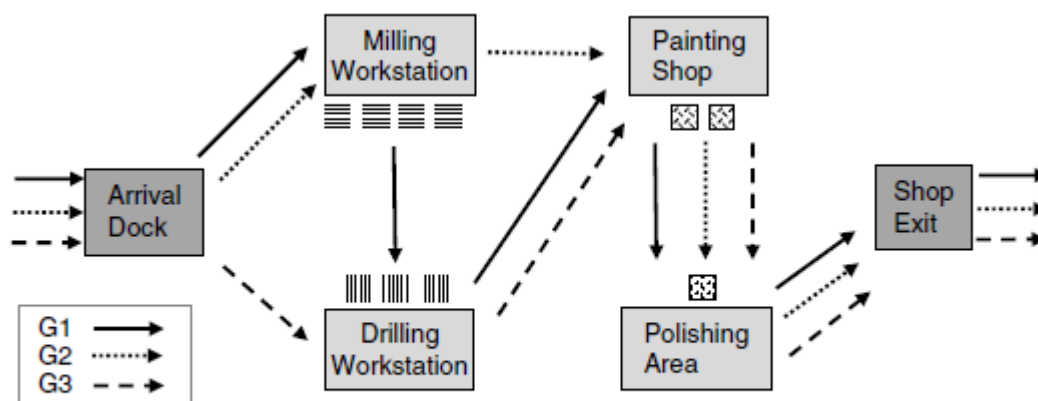 Milling
Workstation
Painting
Shop
Arrival
Dock
Shop
Exit
G1
G2
G3
Drilling
Workstation
Polishing
Area